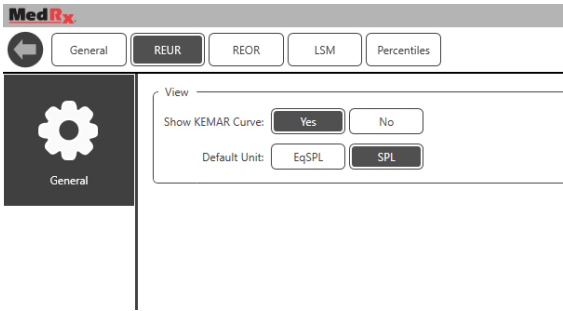 MedRx
General REUR REOR LSM Percentiles
View
Show KEMAR Curve: Yes No
Default Unit: EqSPL SPL
General